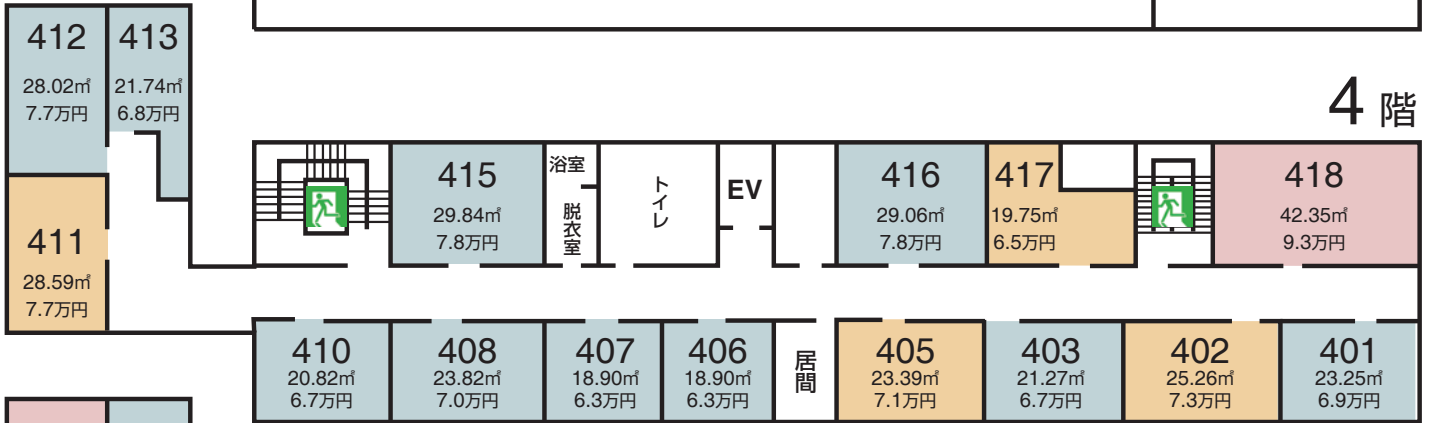 412
28.02㎡
7.7万円
413
21.74㎡
6.8万円
4 階
411
28.59㎡
7.7万円
415
29.84㎡
7.8万円
浴室
脱衣室
トイレ
EV
416
29.06㎡
7.8万円
417
19.75㎡
6.5万円
418
42.35㎡
9.3万円
410
20.82㎡
6.7万円
408
23.82㎡
7.0万円
407
18.90㎡
6.3万円
406
18.90㎡
6.3万円
居間
405
23.39㎡
7.1万円
403
21.27㎡
6.7万円
402
25.26㎡
7.3万円
401
23.25㎡
6.9万円